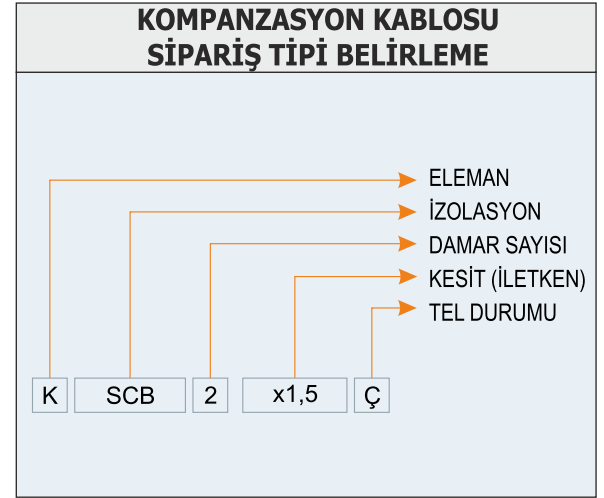 KOMPANZASYON KABLOSU
SİPARİŞ TİPİ BELİRLEME
ELEMAN
İZOLASYON
DAMAR SAYISI
KESİT (İLETKEN)
TEL DURUMU
K SCB 2 x1,5 Ç